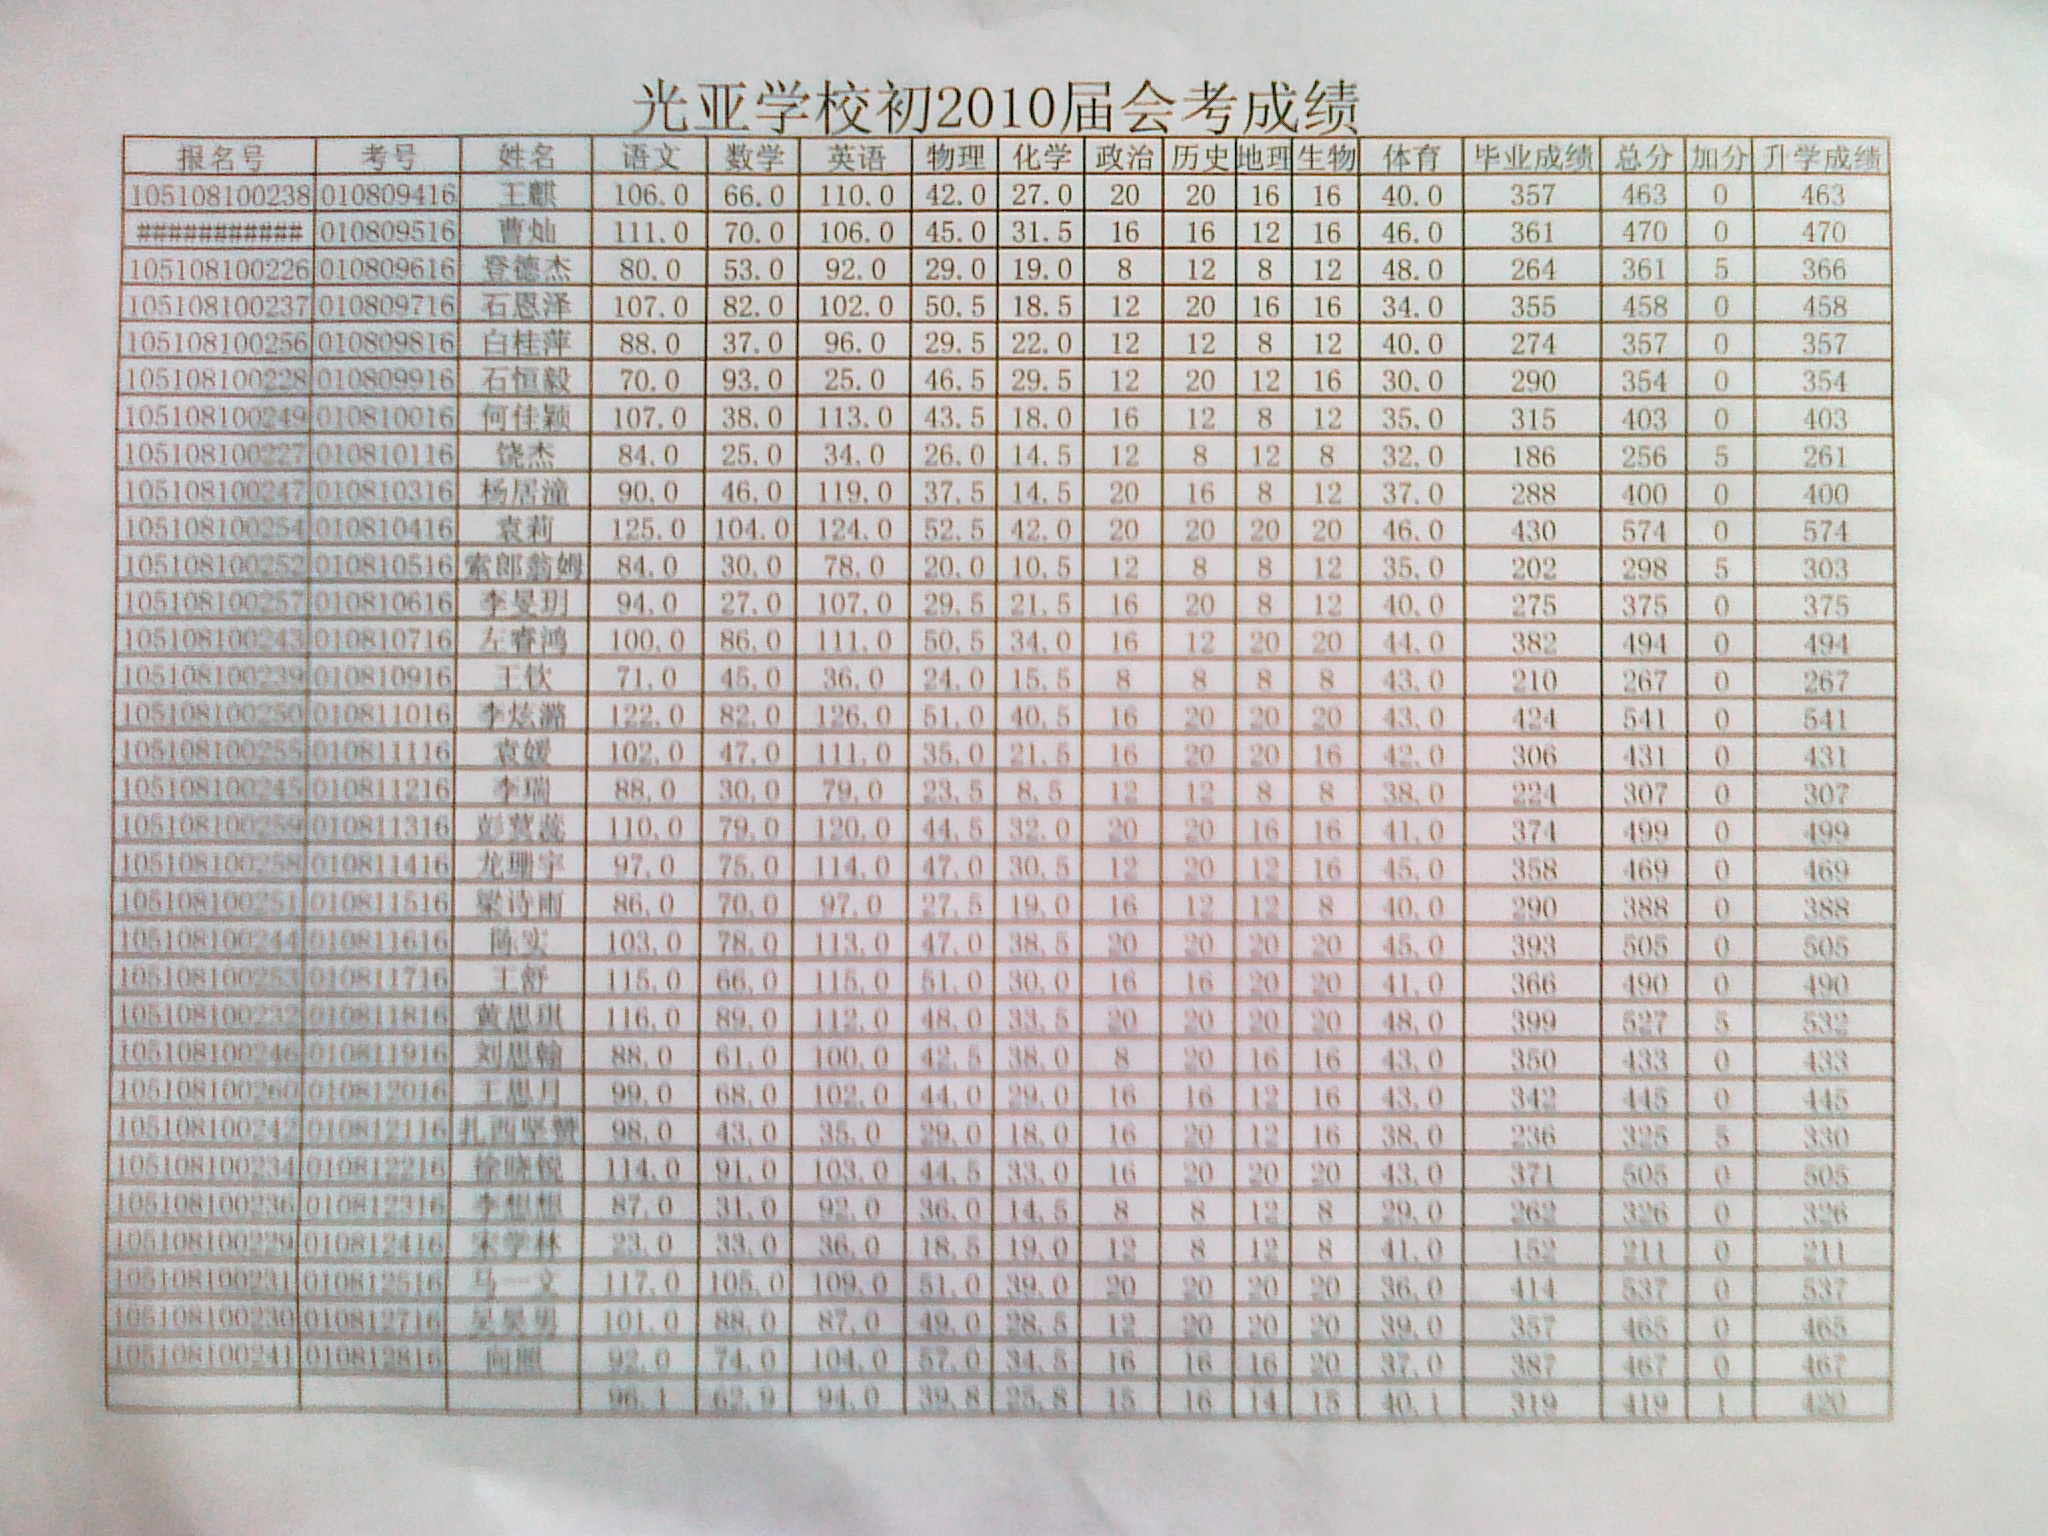 光亚学校初2010届会考成绩
报名号 考号 姓名 语文 数学 英语 物理 化学 政治 历史 地理 生物 体育 毕业成绩 总分 加分 升学成绩
105108100238 010809416 王麒 106.0 66.0 110.0 42.0 27.0 20 20 16 16 40.0 357 463 0 463
########### 010809516 曹灿 111.0 70.0 106.0 45.0 31.5 16 16 12 16 46.0 361 470 0 470
105108100226 010809616 登德杰 80.0 53.0 92.0 29.0 19.0 8 12 8 12 48.0 264 361 5 366
105108100237 010809716 石恩泽 107.0 82.0 102.0 50.5 18.5 12 20 16 16 34.0 355 458 0 458
105108100256 010809816 白桂萍 88.0 37.0 96.0 29.5 22.0 12 12 8 12 40.0 274 357 0 357
105108100228 010809916 石恒毅 70.0 93.0 25.0 46.5 29.5 12 20 12 16 30.0 290 354 0 354
105108100249 010810016 何佳颖 107.0 38.0 113.0 43.5 18.0 16 12 8 12 35.0 315 403 0 403
105108100227 010810116 饶杰 84.0 25.0 34.0 26.0 14.5 12 8 12 8 32.0 186 256 5 261
105108100247 010810316 杨居潼 90.0 46.0 119.0 37.5 14.5 20 16 8 12 37.0 288 400 0 400
105108100254 010810416 袁莉 125.0 104.0 124.0 52.5 42.0 20 20 20 20 46.0 430 574 0 574
105108100252 010810516 索郎翁姆 84.0 30.0 78.0 20.0 10.5 12 8 8 12 35.0 202 298 5 303
105108100257 010810616 李旻玥 94.0 27.0 107.0 29.5 21.5 16 20 8 12 40.0 275 375 0 375
105108100243 010810716 左睿鸿 100.0 86.0 111.0 50.5 34.0 16 12 20 20 44.0 382 494 0 494
105108100239 010810916 王钦 71.0 45.0 36.0 24.0 15.5 8 8 8 8 43.0 210 267 0 267
105108100250 010811016 李炫潞 122.0 82.0 126.0 51.0 40.5 16 20 20 20 43.0 424 541 0 541
105108100255 010811116 袁媛 102.0 47.0 111.0 35.0 21.5 16 20 20 16 42.0 306 431 0 431
105108100245 010811216 李瑞 88.0 30.0 79.0 23.5 8.5 12 12 8 8 38.0 224 307 0 307
105108100259 010811316 110.0 79.0 120.0 44.5 32.0 20 20 16 16 41.0 374 499 0 499
105108100258 010811416 龙珊宇 97.0 75.0 114.0 47.0 30.5 12 20 12 16 45.0 358 469 0 469
105108100251 010811516 梁诗雨 86.0 70.0 97.0 27.5 19.0 16 12 12 8 40.0 290 388 0 388
105108100244 010811616 陈实 103.0 78.0 113.0 47.0 38.5 20 20 20 20 45.0 393 505 0 505
105108100253 010811716 王舒 115.0 66.0 115.0 51.0 30.0 16 16 20 20 41.0 366 490 0 490
105108100232 010811816 黄思琪 116.0 89.0 112.0 48.0 33.5 20 20 20 20 48.0 399 527 5 532
105108100246 010811916 刘思翰 88.0 61.0 100.0 42.5 38.0 8 20 16 16 43.0 350 433 0 433
105108100260 010812016 王思月 99.0 68.0 102.0 44.0 29.0 16 16 12 16 43.0 342 445 0 445
105108100242 010812116 扎西坚赞 98.0 43.0 35.0 29.0 18.0 16 20 12 16 38.0 236 325 5 330
105108100234 010812216 徐晓锐 114.0 91.0 103.0 44.5 33.0 16 20 20 20 43.0 371 505 0 505
105108100236 010812316 李想想 87.0 31.0 92.0 36.0 14.5 8 8 12 8 29.0 262 326 0 326
105108100229 010812416 宋学林 23.0 33.0 36.0 18.5 19.0 12 8 12 8 41.0 152 211 0 211
105108100231 010812516 马一文 117.0 105.0 109.0 51.0 39.0 20 20 20 20 36.0 414 537 0 537
105108100230 010812716 吴昊男 101.0 88.0 87.0 49.0 28.5 12 20 20 20 39.0 357 465 0 465
105108100241 010812816 向照 92.0 74.0 104.0 57.0 34.5 16 16 16 20 37.0 387 467 0 467
96.1 62.9 94.0 39.8 25.8 15 16 14 15 40.1 319 419 1 420